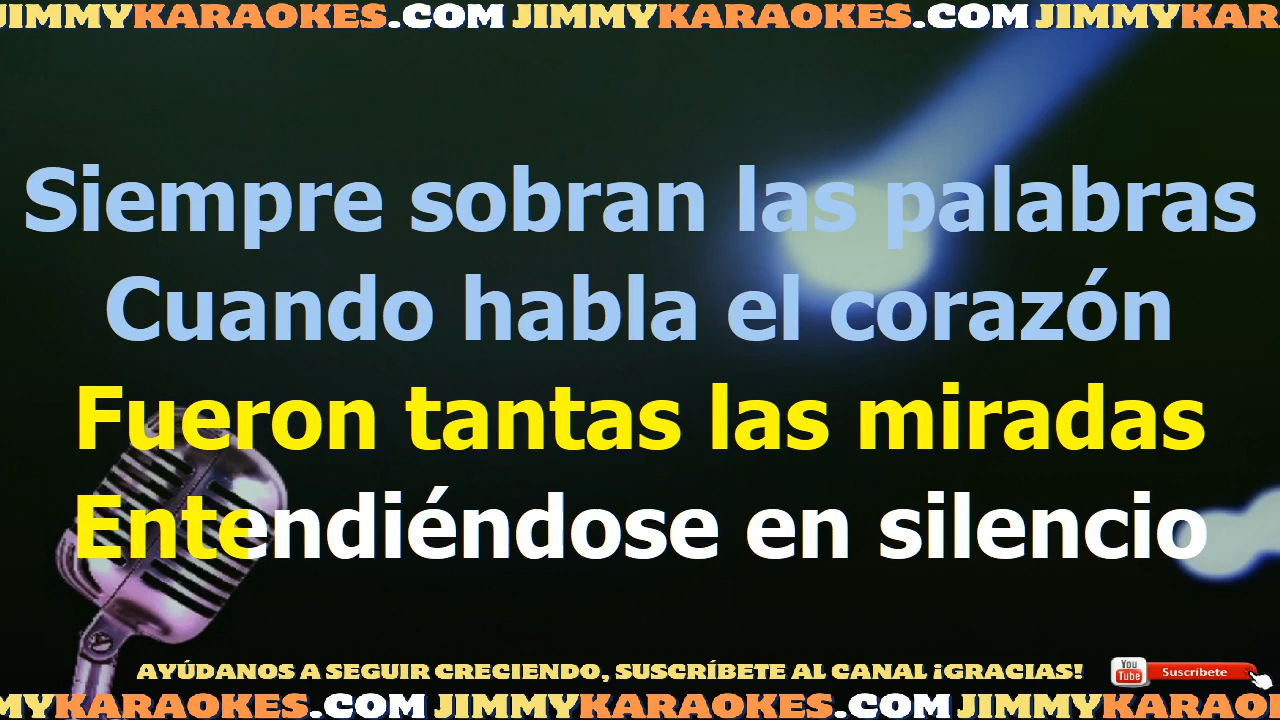 JIMMYKARAOKES.COM JIMMYKARAOKES.COM JIMMYKAR
Siempre sobran las palabras
Cuando habla el corazón
Fueron tantas las miradas
Entendiéndose en silencio
AYÚDANOS A SEGUIR CRECIENDO, SUSCRÍBETE AL CANAL ¡GRACIAS! You Tube Suscríbete
MYKARAOKES.COM JIMMYKARAOKES.COM JIMMYKARAO